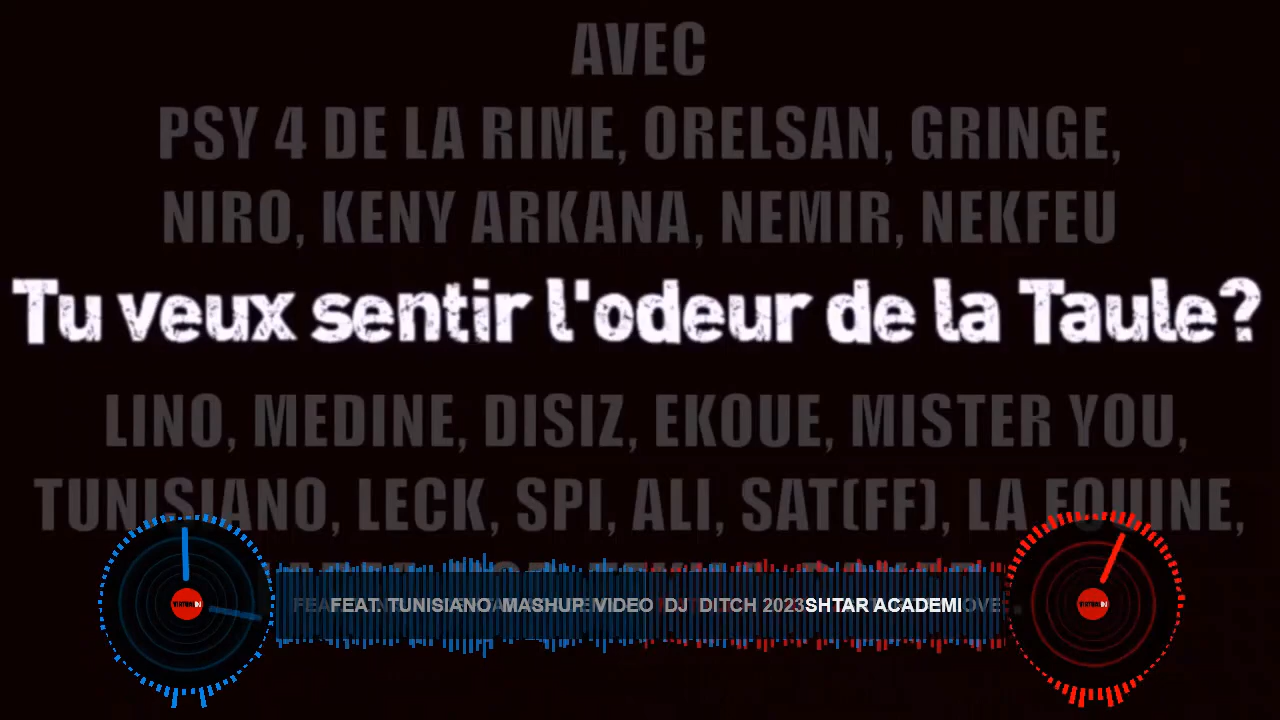 AVEC
PSY 4 DE LA RIME, ORELSAN, GRINGE,
NIRO, KENY ARKANA, NEMIR, NEKFEU
Tu veux sentir l'odeur de la Taule?
LINO, MEDINE, DISIZ, EKOUE, MISTER YOU,
TUNISIANO, LECK, SPI, ALI, SAT(FF), LA FOUINE,
FEAT. TUNISIANO MASHUP VIDEO DJ DITCH 2023 SHTAR ACADEMI